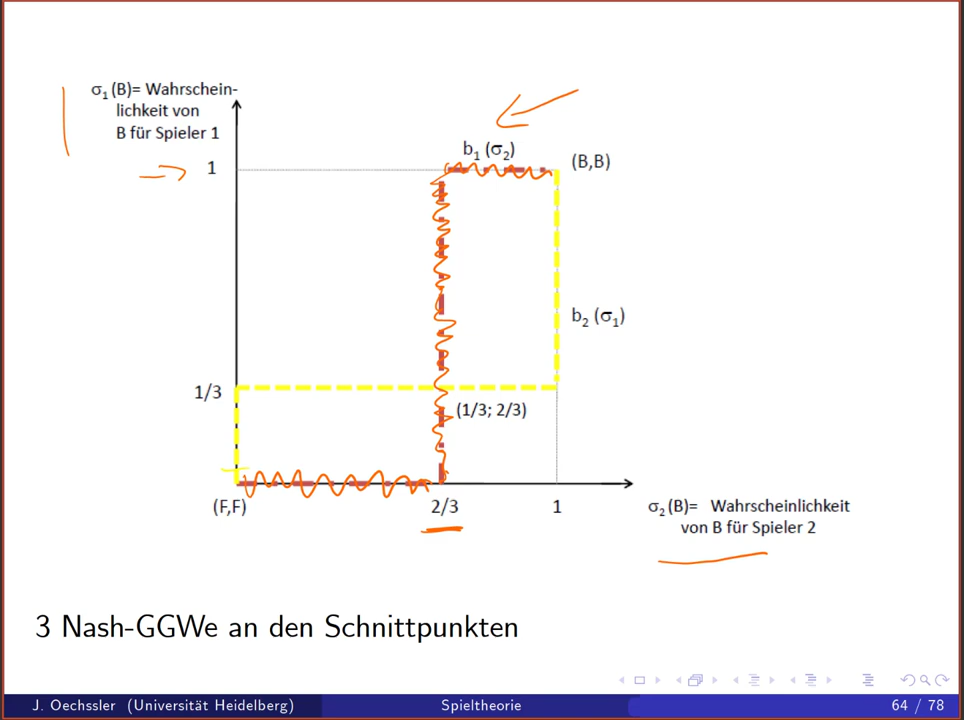 σ₁(B)= Wahrschein-
lichkeit von
B für Spieler 1
b₁(σ₂)
(B,B)
1
b₂(σ₁)
1/3
(1/3; 2/3)
(F,F)
2/3
1
σ₂(B)= Wahrscheinlichkeit
von B für Spieler 2
3 Nash-GGWe an den Schnittpunkten
J. Oechssler (Universität Heidelberg)
Spieltheorie
64 / 78